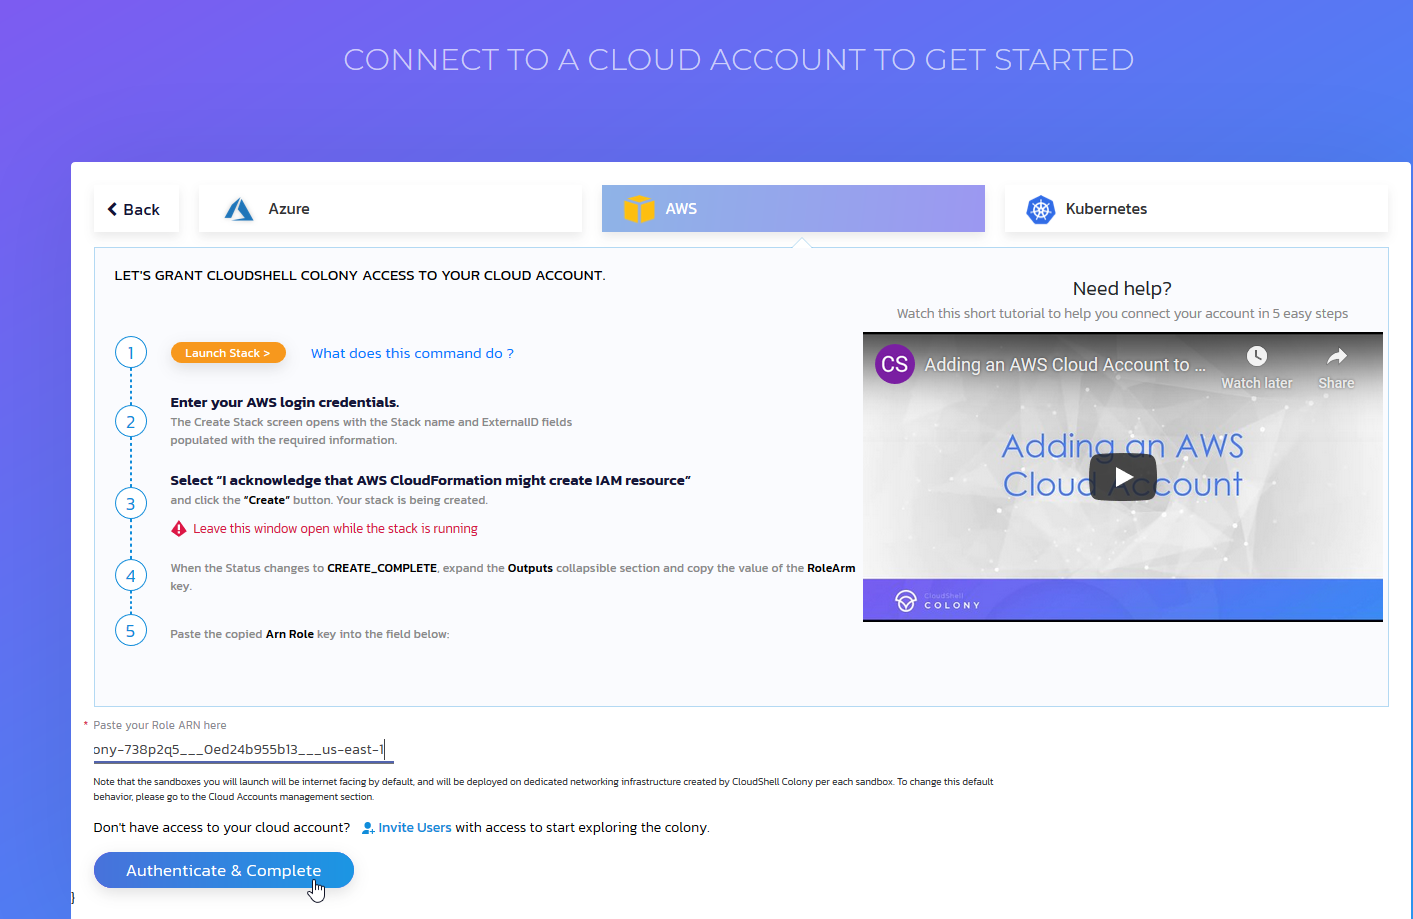 CONNECT TO A CLOUD ACCOUNT TO GET STARTED
Back
Azure
AWS
Kubernetes
LET'S GRANT CLOUDSHELL COLONY ACCESS TO YOUR CLOUD ACCOUNT.
1
Launch Stack >
What does this command do ?
2
Enter your AWS login credentials.
The Create Stack screen opens with the Stack name and ExternalID fields
populated with the required information.
3
Select “I acknowledge that AWS CloudFormation might create IAM resource”
and click the “Create” button. Your stack is being created.
Leave this window open while the stack is running
4
When the Status changes to CREATE_COMPLETE, expand the Outputs collapsible section and copy the value of the RoleArm
key.
5
Paste the copied Arn Role key into the field below:
Need help?
Watch this short tutorial to help you connect your account in 5 easy steps
CS
Adding an AWS Cloud Account to ...
Watch later
Share
Adding an AWS
Cloud Account
CloudShell
COLONY
* Paste your Role ARN here
ony-738p2q5___0ed24b955b13___us-east-1
Note that the sandboxes you will launch will be internet facing by default, and will be deployed on dedicated networking infrastructure created by CloudShell Colony per each sandbox. To change this default
behavior, please go to the Cloud Accounts management section.
Don't have access to your cloud account? Invite Users with access to start exploring the colony.
Authenticate & Complete
}